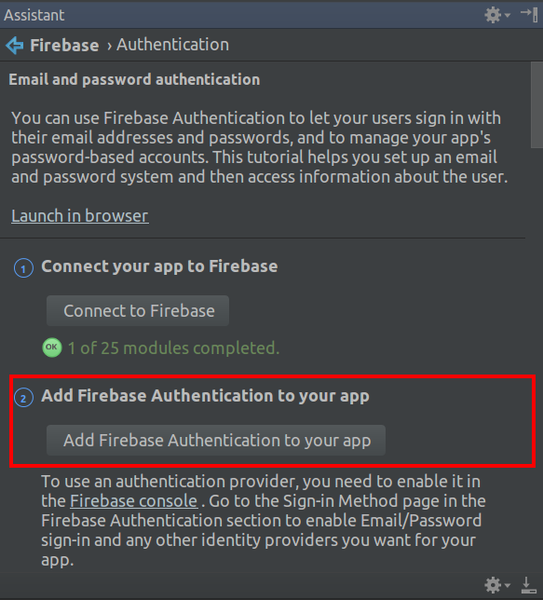 Assistant
Firebase › Authentication
Email and password authentication
You can use Firebase Authentication to let your users sign in with
their email addresses and passwords, and to manage your app's
password-based accounts. This tutorial helps you set up an email
and password system and then access information about the user.
Launch in browser
1 Connect your app to Firebase
Connect to Firebase
OK 1 of 25 modules completed.
2 Add Firebase Authentication to your app
Add Firebase Authentication to your app
To use an authentication provider, you need to enable it in
the Firebase console . Go to the Sign-in Method page in the
Firebase Authentication section to enable Email/Password
sign-in and any other identity providers you want for your
app.